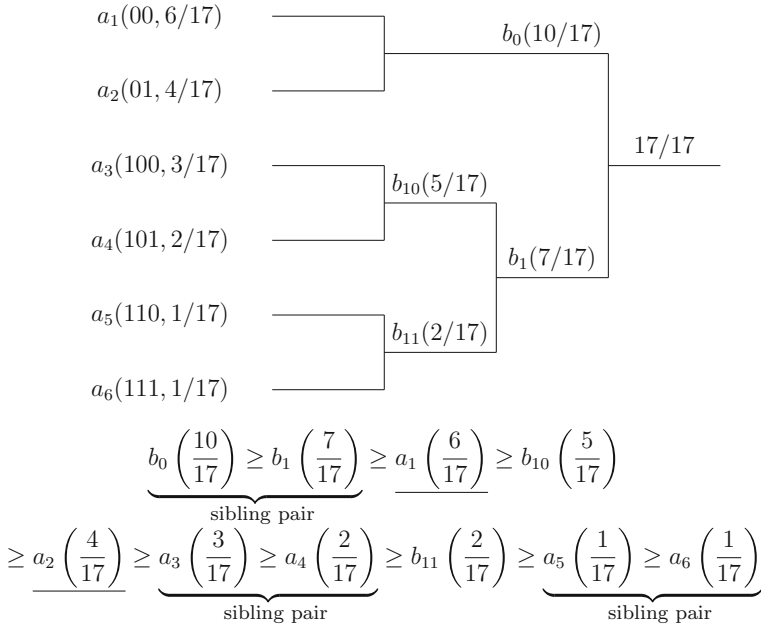 a₁(00, 6/17)
b₀(10/17)
a₂(01, 4/17)
17/17
a₃(100, 3/17)
b₁₀(5/17)
a₄(101, 2/17)
b₁(7/17)
a₅(110, 1/17)
b₁₁(2/17)
a₆(111, 1/17)
b₀(10/17) ≥ b₁(7/17) ≥ a₁(6/17) ≥ b₁₀(5/17)
sibling pair
≥ a₂(4/17) ≥ a₃(3/17) ≥ a₄(2/17) ≥ b₁₁(2/17) ≥ a₅(1/17) ≥ a₆(1/17)
sibling pair sibling pair